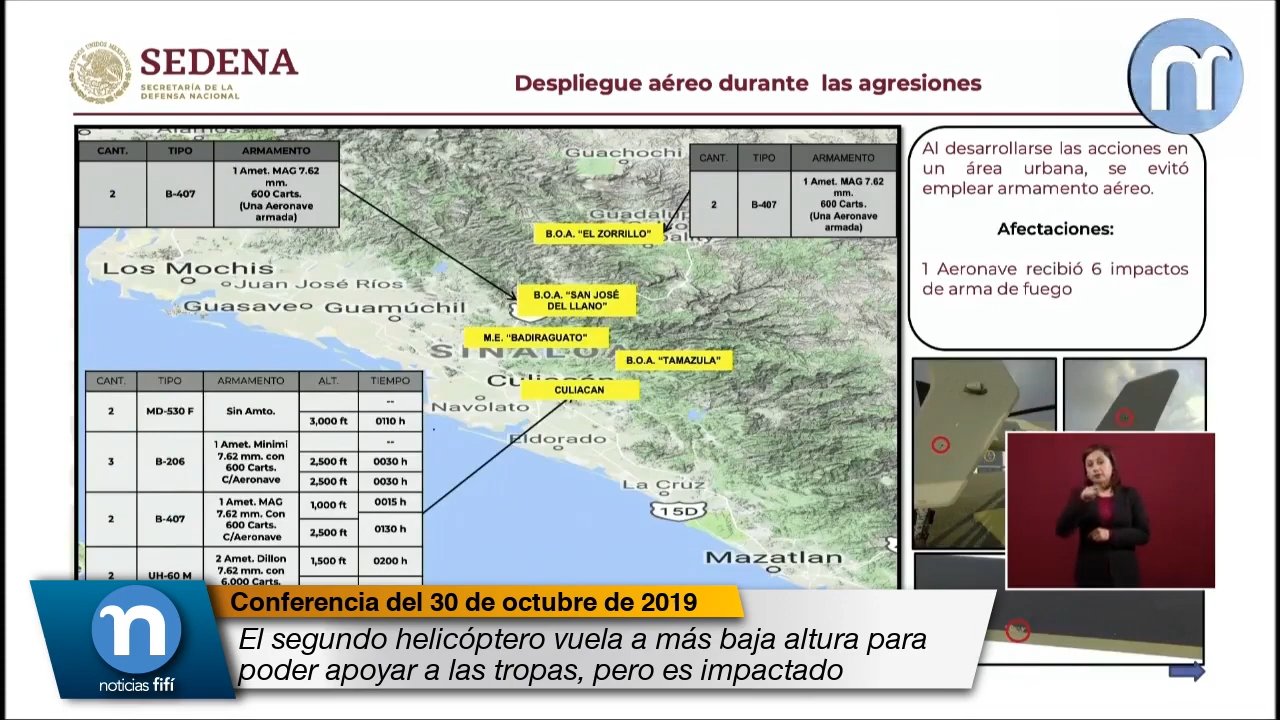 SEDENA
SECRETARÍA DE LA
DEFENSA NACIONAL
Despliegue aéreo durante las agresiones
m
Guachochi
CANT. TIPO ARMAMENTO
2 B-407 1 Amet. MAG 7.62
mm.
600 Carts.
(Una Aeronave
armada)
CANT. TIPO ARMAMENTO
2 B-407 1 Amet. MAG 7.62
mm.
600 Carts.
(Una Aeronave
armada)
B.O.A. “EL ZORRILLO”
Los Mochis
Juan José Ríos
Guasave
Guamúchil
B.O.A. “SAN JOSÉ
DEL LLANO”
M.E. “BADIRAGUATO”
SINALOA
B.O.A. “TAMAZULA”
CULIACAN
Navolato
Eldorado
La Cruz
15D
Mazatlan
CANT. TIPO ARMAMENTO ALT. TIEMPO
2 MD-530 F Sin Amto. --
3,000 ft 0110 h
3 B-206 1 Amet. Minimi
7.62 mm. con
600 Carts.
C/Aeronave
--
2,500 ft 0030 h
2,500 ft 0030 h
2 B-407 1 Amet. MAG
7.62 mm. Con
600 Carts.
C/Aeronave
1,000 ft 0015 h
2,500 ft 0130 h
2 UH-60 M 2 Amet. Dillon
7.62 mm. con
6,000 Carts.
1,500 ft 0200 h
Al desarrollarse las acciones en
un área urbana, se evitó
emplear armamento aéreo.
Afectaciones:
1 Aeronave recibió 6 impactos
de arma de fuego
n
noticias fifí
Conferencia del 30 de octubre de 2019
El segundo helicóptero vuela a más baja altura para
poder apoyar a las tropas, pero es impactado